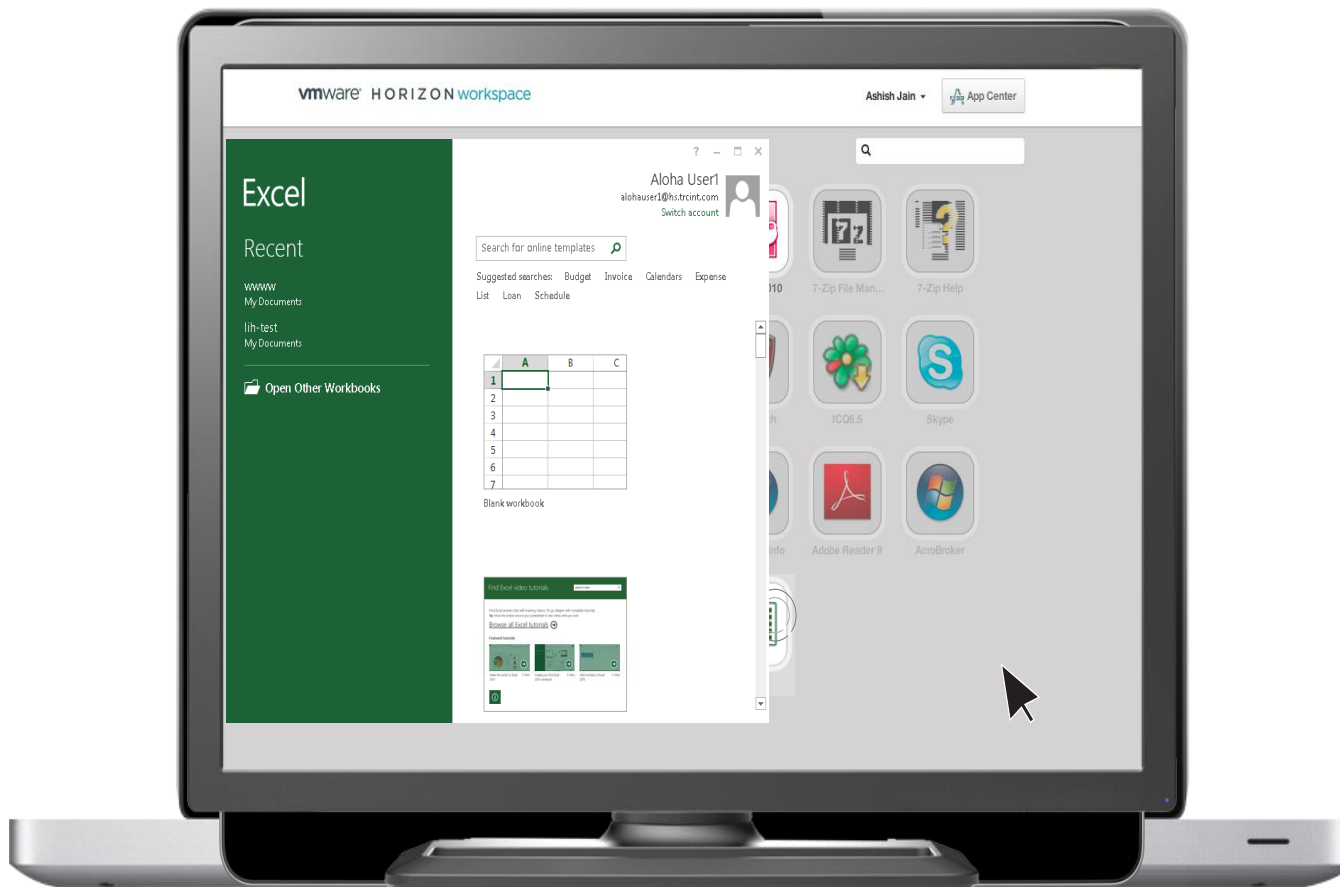 vmware HORIZON workspace
Ashish Jain
App Center
Excel
Recent
wwww
My Documents
lih-test
My Documents
Open Other Workbooks
? – X
Aloha User1
alohauser1@hs.trcint.com
Switch account
Search for online templates
Suggested searches: Budget Invoice Calendars Expense
List Loan Schedule
A B C
1
2
3
4
5
6
7
Blank workbook
Find Excel video tutorials
Browse all Excel tutorials
Featured tutorials
7z
?
010
7-Zip File Man...
7-Zip Help
S
ICQ6.5
Skype
Info
Adobe Reader 9
AcroBroker